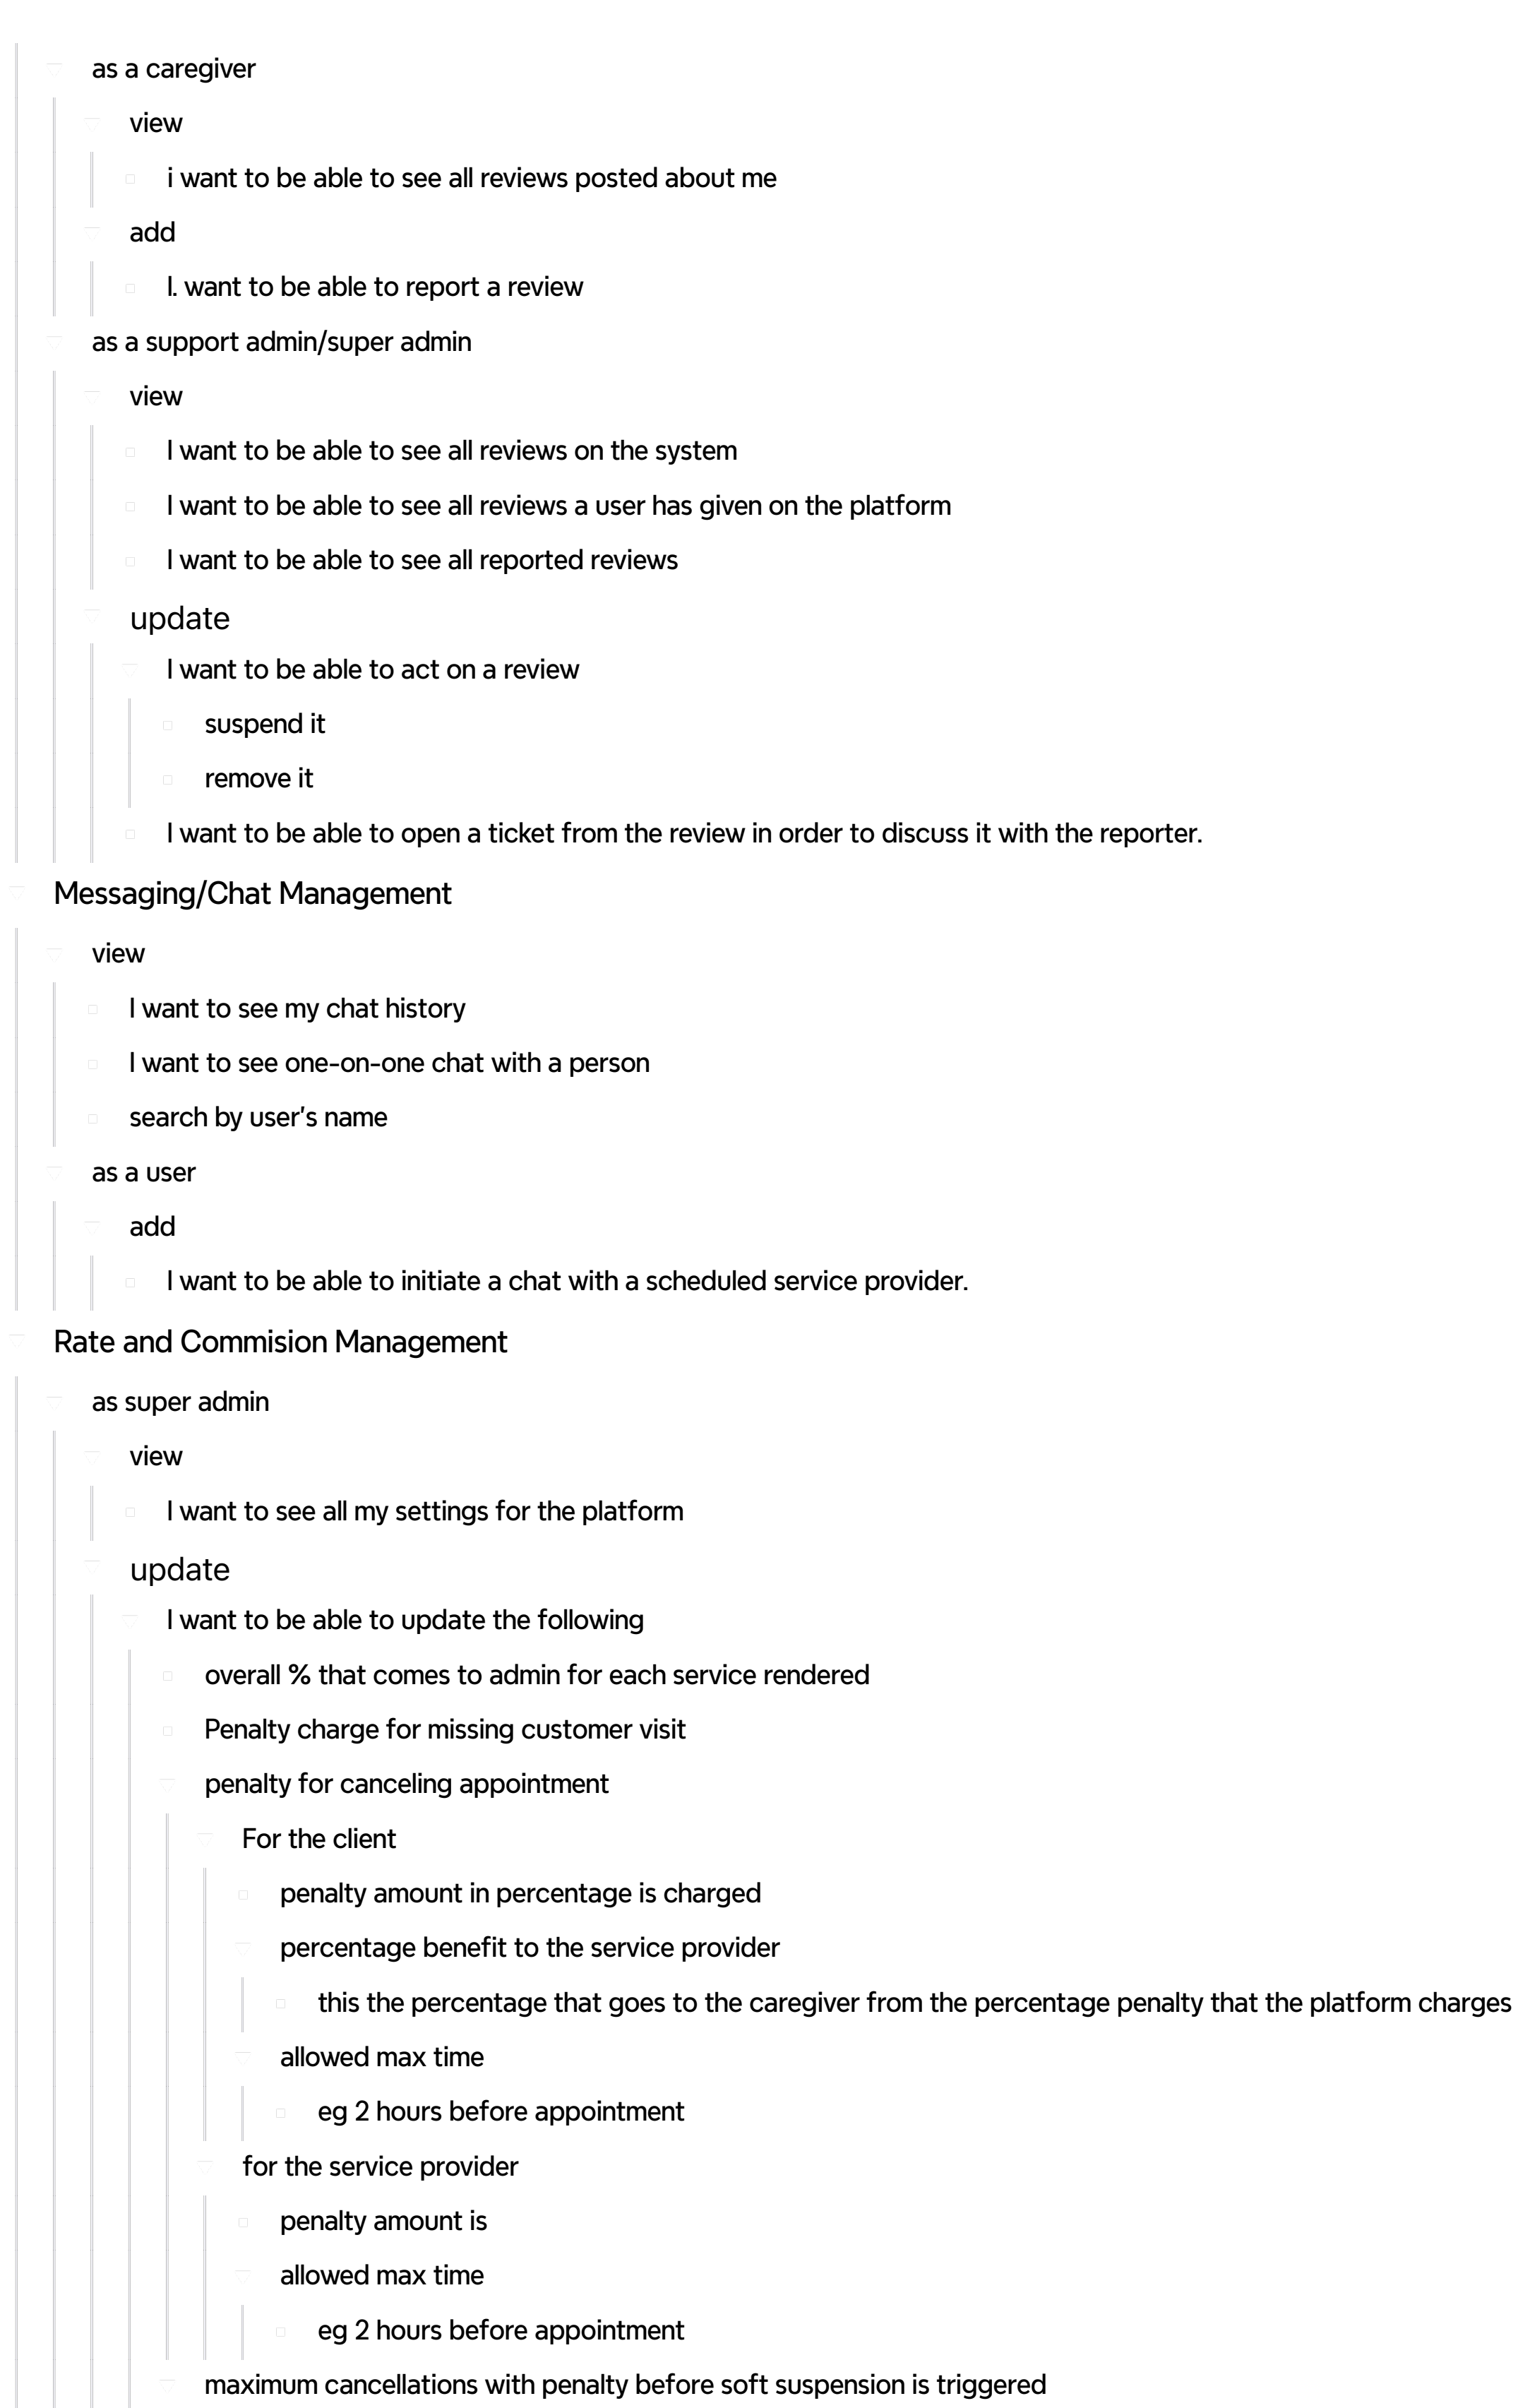 as a caregiver
view
i want to be able to see all reviews posted about me
add
I. want to be able to report a review
as a support admin/super admin
view
I want to be able to see all reviews on the system
I want to be able to see all reviews a user has given on the platform
I want to be able to see all reported reviews
update
I want to be able to act on a review
suspend it
remove it
I want to be able to open a ticket from the review in order to discuss it with the reporter.
Messaging/Chat Management
view
I want to see my chat history
I want to see one-on-one chat with a person
search by user's name
as a user
add
I want to be able to initiate a chat with a scheduled service provider.
Rate and Commision Management
as super admin
view
I want to see all my settings for the platform
update
I want to be able to update the following
overall % that comes to admin for each service rendered
Penalty charge for missing customer visit
penalty for canceling appointment
For the client
penalty amount in percentage is charged
percentage benefit to the service provider
this the percentage that goes to the caregiver from the percentage penalty that the platform charges
allowed max time
eg 2 hours before appointment
for the service provider
penalty amount is
allowed max time
eg 2 hours before appointment
maximum cancellations with penalty before soft suspension is triggered